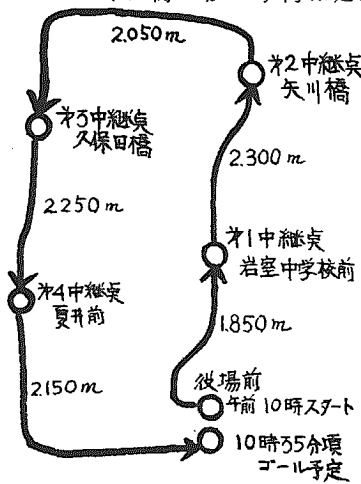 2.050m
第2中継点
矢川橋
第3中継点
久保田橋
2.300m
2250m
第1中継点
岩室中学校前
第4中継点
夏井前
1.850m
2.150m
役場前
午前10時スタート
10時35分頃
ゴール予定